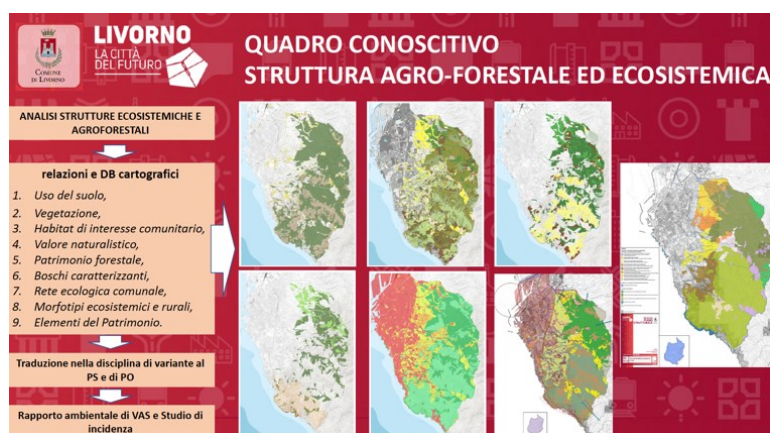 COMUNE
DI LIVORNO
LIVORNO
LA CITTÀ
DEL FUTURO
QUADRO CONOSCITIVO
STRUTTURA AGRO-FORESTALE ED ECOSISTEMICA
ANALISI STRUTTURE ECOSISTEMICHE E
AGROFORESTALI
relazioni e DB cartografici
1. Uso del suolo,
2. Vegetazione,
3. Habitat di interesse comunitario,
4. Valore naturalistico,
5. Patrimonio forestale,
6. Boschi caratterizzanti,
7. Rete ecologica comunale,
8. Morfotipi ecosistemici e rurali,
9. Elementi del Patrimonio.
Traduzione nella disciplina di variante al
PS e di PO
Rapporto ambientale di VAS e Studio di
incidenza